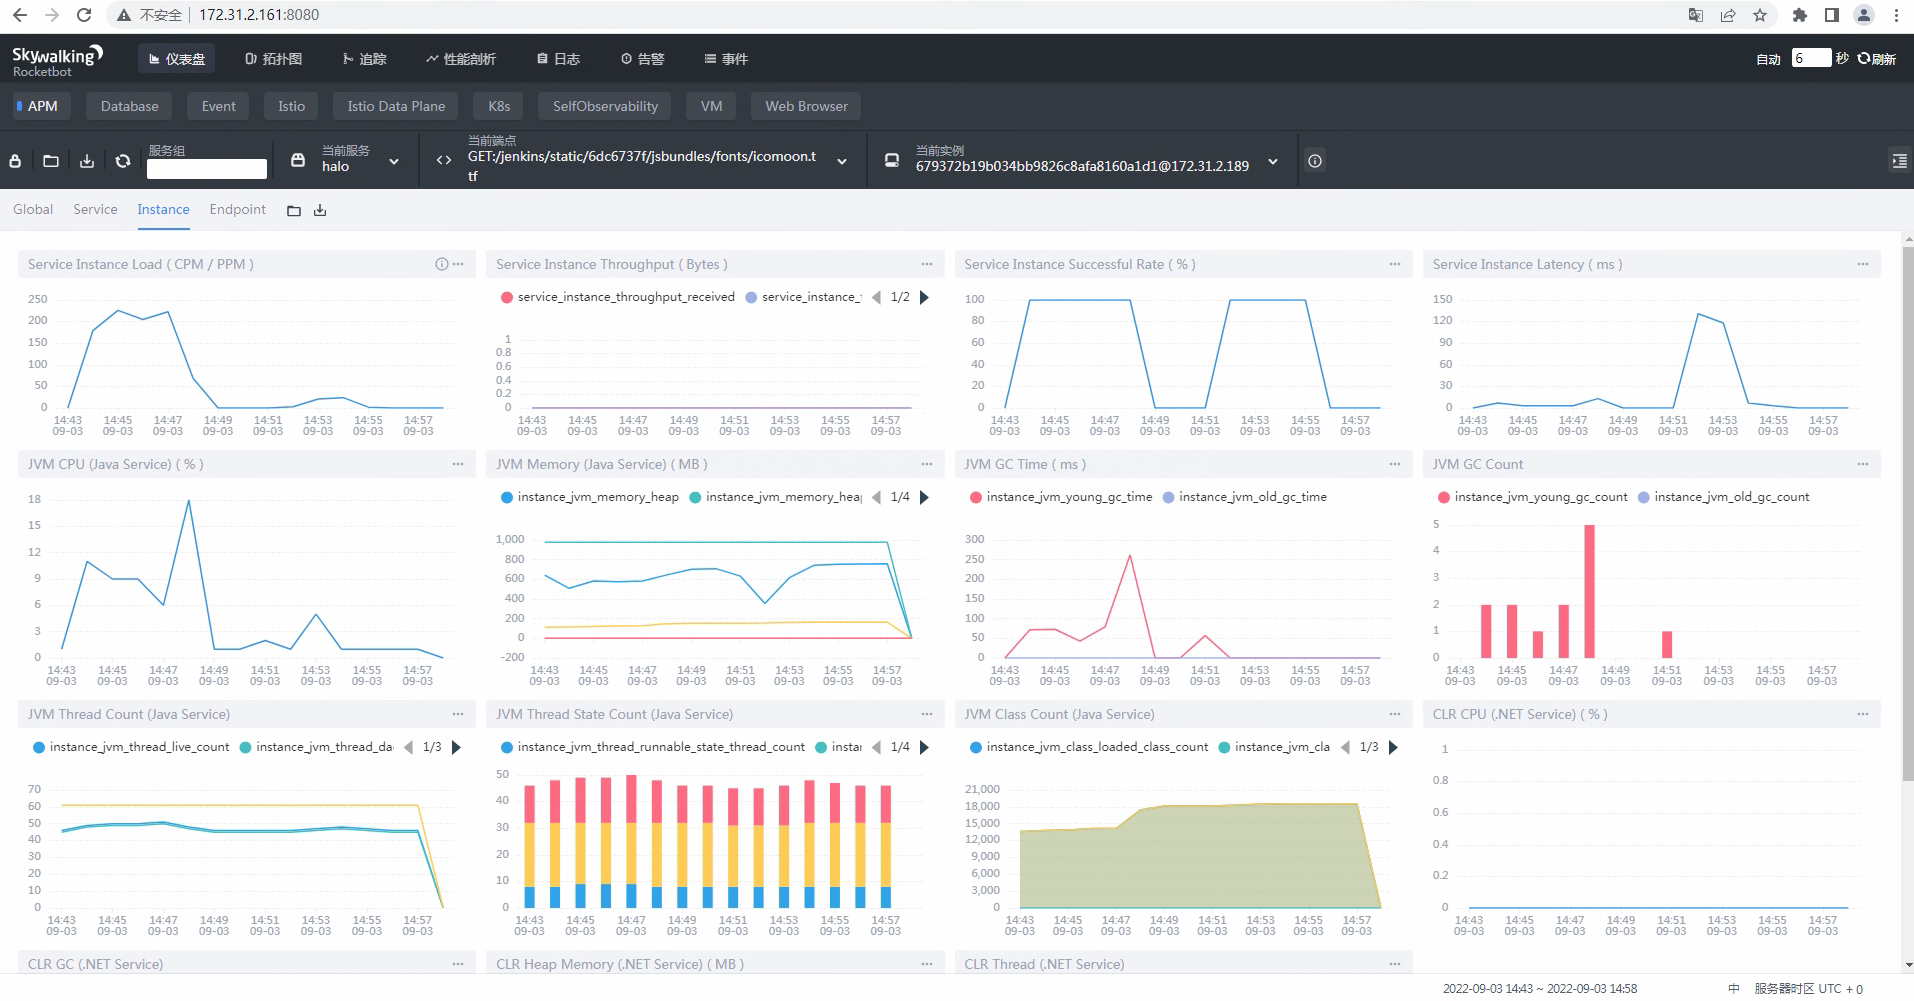 不安全 172.31.2.161:8080
Skywalking
Rocketbot
仪表盘 拓扑图 追踪 性能剖析 日志 告警 事件
自动 6 秒 刷新
APM Database Event Istio Istio Data Plane K8s SelfObservability VM Web Browser
服务组
当前服务
halo
当前端点
GET:/jenkins/static/6dc6737f/jsbundles/fonts/icomoon.t
tf
当前实例
679372b19b034bb9826c8afa8160a1d1@172.31.2.189
Global Service Instance Endpoint
Service Instance Load ( CPM / PPM )
250
200
150
100
50
0
14:43 14:45 14:47 14:49 14:51 14:53 14:55 14:57
09-03 09-03 09-03 09-03 09-03 09-03 09-03 09-03
Service Instance Throughput ( Bytes )
service_instance_throughput_received service_instance_ 1/2
1
0.8
0.6
0.4
0.2
0
14:43 14:45 14:47 14:49 14:51 14:53 14:55 14:57
09-03 09-03 09-03 09-03 09-03 09-03 09-03 09-03
Service Instance Successful Rate ( % )
100
80
60
40
20
0
14:43 14:45 14:47 14:49 14:51 14:53 14:55 14:57
09-03 09-03 09-03 09-03 09-03 09-03 09-03 09-03
Service Instance Latency ( ms )
150
120
90
60
30
0
14:43 14:45 14:47 14:49 14:51 14:53 14:55 14:57
09-03 09-03 09-03 09-03 09-03 09-03 09-03 09-03
JVM CPU (Java Service) ( % )
18
15
12
9
6
3
0
14:43 14:45 14:47 14:49 14:51 14:53 14:55 14:57
09-03 09-03 09-03 09-03 09-03 09-03 09-03 09-03
JVM Memory (Java Service) ( MB )
instance_jvm_memory_heap instance_jvm_memory_hea 1/4
1,000
800
600
400
200
0
-200
14:43 14:45 14:47 14:49 14:51 14:53 14:55 14:57
09-03 09-03 09-03 09-03 09-03 09-03 09-03 09-03
JVM GC Time ( ms )
instance_jvm_young_gc_time instance_jvm_old_gc_time
300
250
200
150
100
50
0
14:43 14:45 14:47 14:49 14:51 14:53 14:55 14:57
09-03 09-03 09-03 09-03 09-03 09-03 09-03 09-03
JVM GC Count
instance_jvm_young_gc_count instance_jvm_old_gc_count
5
4
3
2
1
0
14:43 14:45 14:47 14:49 14:51 14:53 14:55 14:57
09-03 09-03 09-03 09-03 09-03 09-03 09-03 09-03
JVM Thread Count (Java Service)
instance_jvm_thread_live_count instance_jvm_thread_da 1/3
70
60
50
40
30
20
10
0
14:43 14:45 14:47 14:49 14:51 14:53 14:55 14:57
09-03 09-03 09-03 09-03 09-03 09-03 09-03 09-03
JVM Thread State Count (Java Service)
instance_jvm_thread_runnable_state_thread_count instar 1/4
50
40
30
20
10
0
14:43 14:45 14:47 14:49 14:51 14:53 14:55 14:57
09-03 09-03 09-03 09-03 09-03 09-03 09-03 09-03
JVM Class Count (Java Service)
instance_jvm_class_loaded_class_count instance_jvm_cla 1/3
21,000
18,000
15,000
12,000
9,000
6,000
3,000
0
14:43 14:45 14:47 14:49 14:51 14:53 14:55 14:57
09-03 09-03 09-03 09-03 09-03 09-03 09-03 09-03
CLR CPU (.NET Service) ( % )
1
0.8
0.6
0.4
0.2
0
14:43 14:45 14:47 14:49 14:51 14:53 14:55 14:57
09-03 09-03 09-03 09-03 09-03 09-03 09-03 09-03
CLR GC (.NET Service)
CLR Heap Memory (.NET Service) ( MB )
CLR Thread (.NET Service)
2022-09-03 14:43 ~ 2022-09-03 14:58 中 服务器时区 UTC + 0